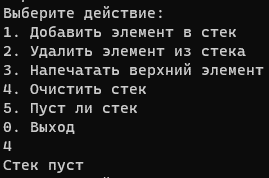 Выберите действие:
1. Добавить элемент в стек
2. Удалить элемент из стека
3. Напечатать верхний элемент
4. Очистить стек
5. Пуст ли стек
0. Выход
4
Стек пуст